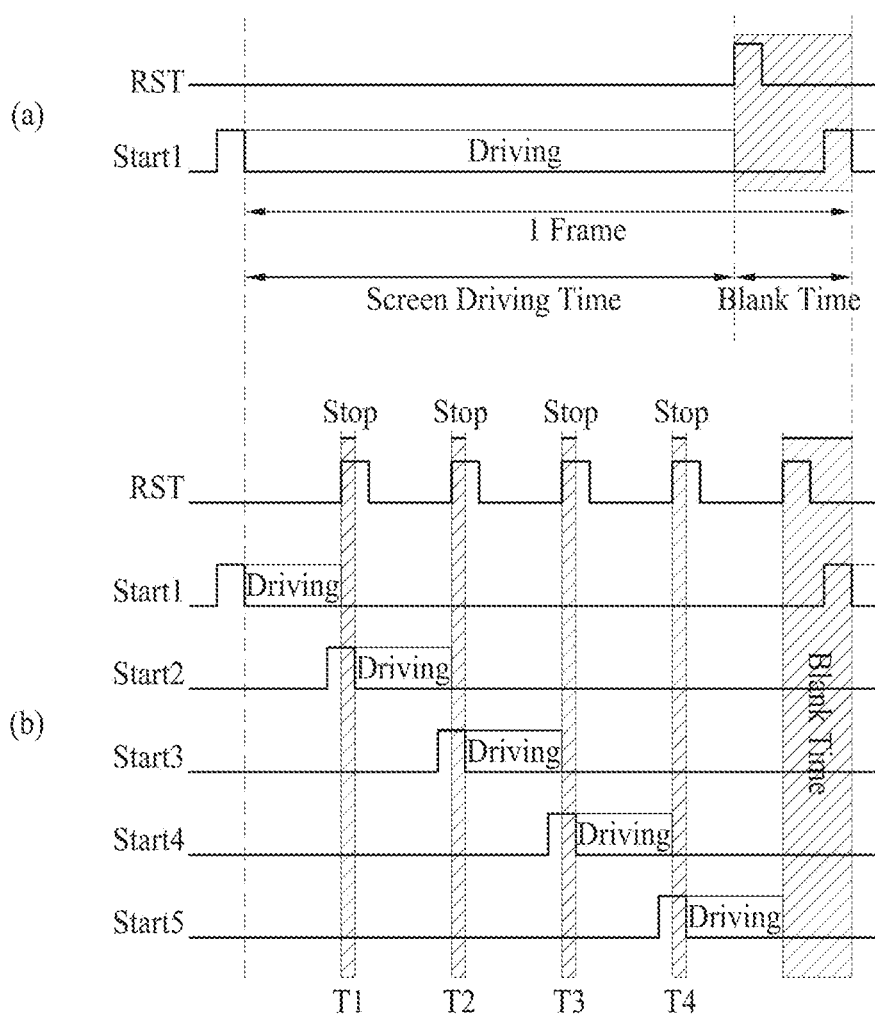 (a)
RST
Start1
Driving
1 Frame
Screen Driving Time
Blank Time
(b)
Stop Stop Stop Stop
RST
Start1
Driving
Start2
Driving
Start3
Driving
Start4
Driving
Start5
Driving
Blank Time
T1 T2 T3 T4